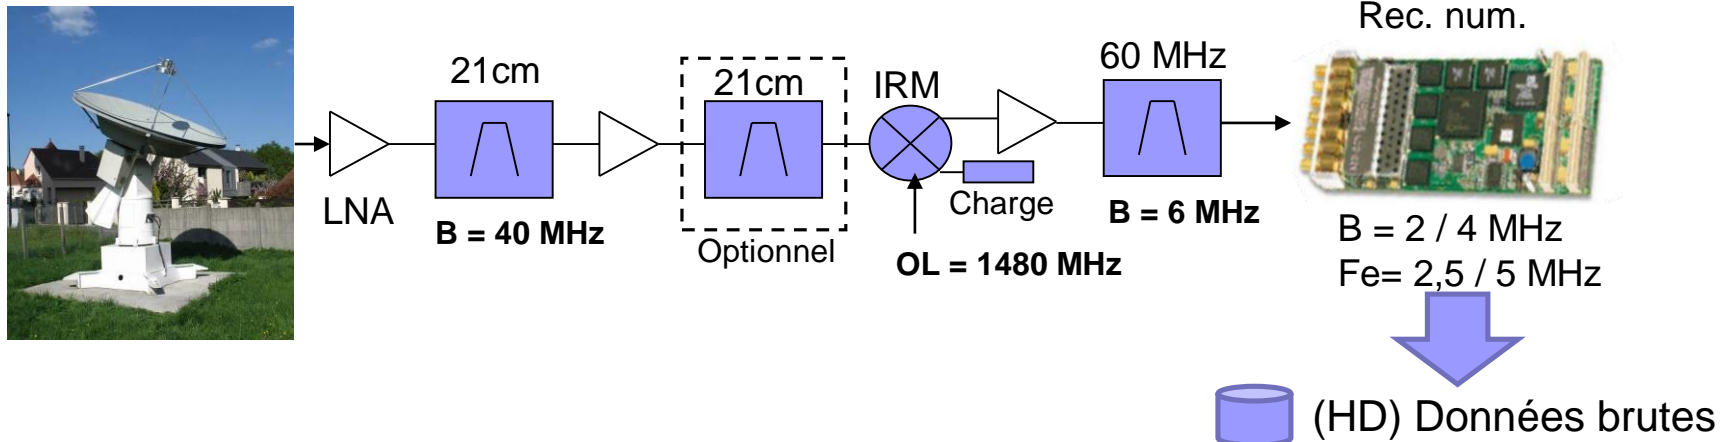 Rec. num.
21cm
21cm
IRM
60 MHz
LNA
B = 40 MHz
Optionnel
Charge
OL = 1480 MHz
B = 6 MHz
B = 2 / 4 MHz
Fe= 2,5 / 5 MHz
(HD) Données brutes